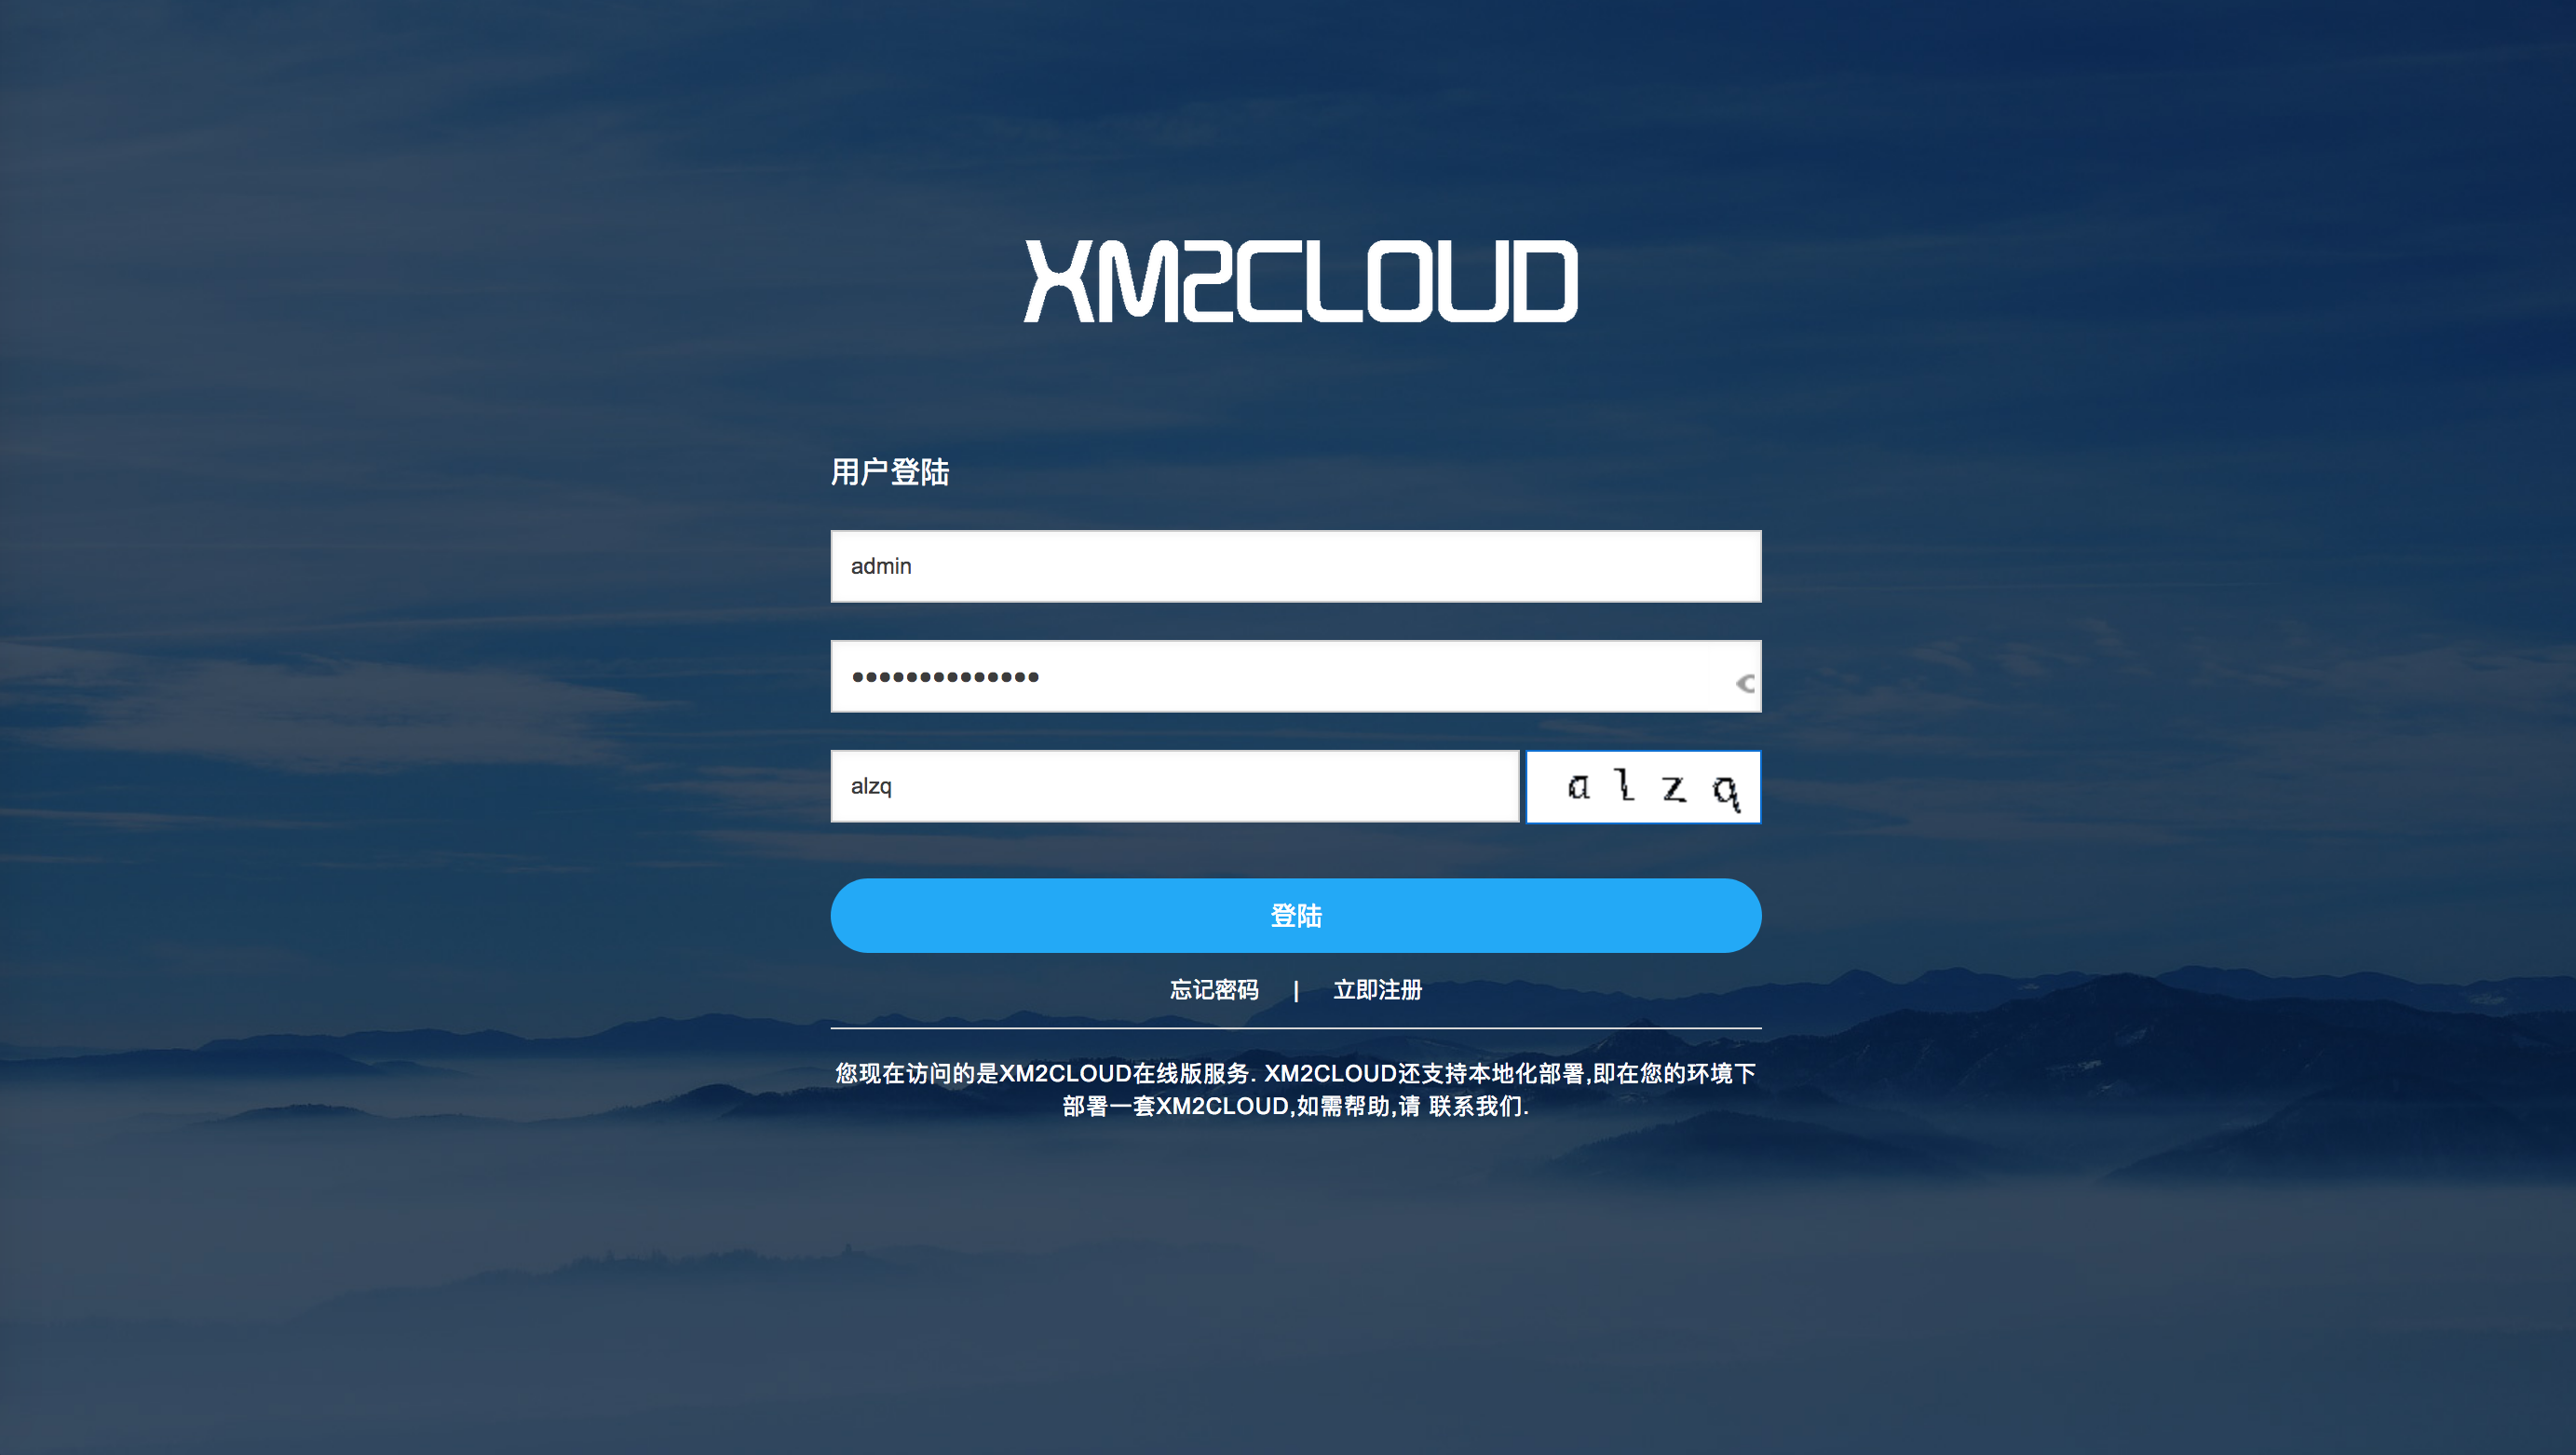 XM2CLOUD
用户登陆
admin
••••••••••••••
alzq
alzq
登陆
忘记密码 | 立即注册
您现在访问的是XM2CLOUD在线版服务. XM2CLOUD还支持本地化部署,即在您的环境下
部署一套XM2CLOUD,如需帮助,请 联系我们.